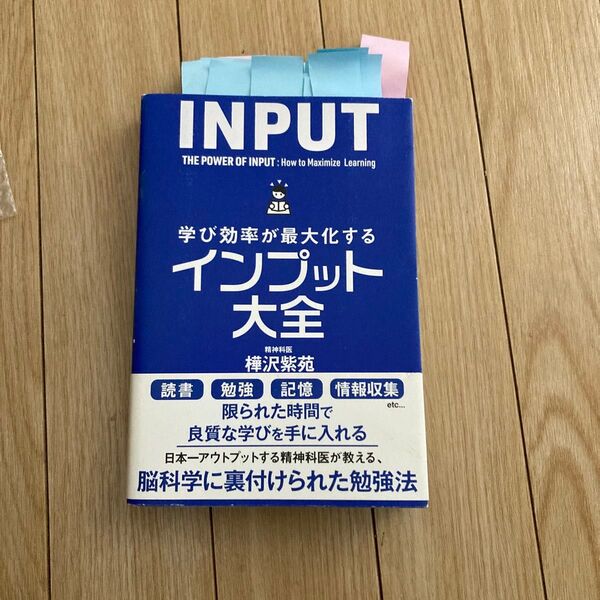 INPUT
THE POWER OF INPUT : How to Maximize Learning
学び効率が最大化する
インプット
大全
精神科医
樺沢紫苑
読書 勉強 記憶 情報収集
etc...
限られた時間で
良質な学びを手に入れる
日本一アウトプットする精神科医が教える、
脳科学に裏付けられた勉強法